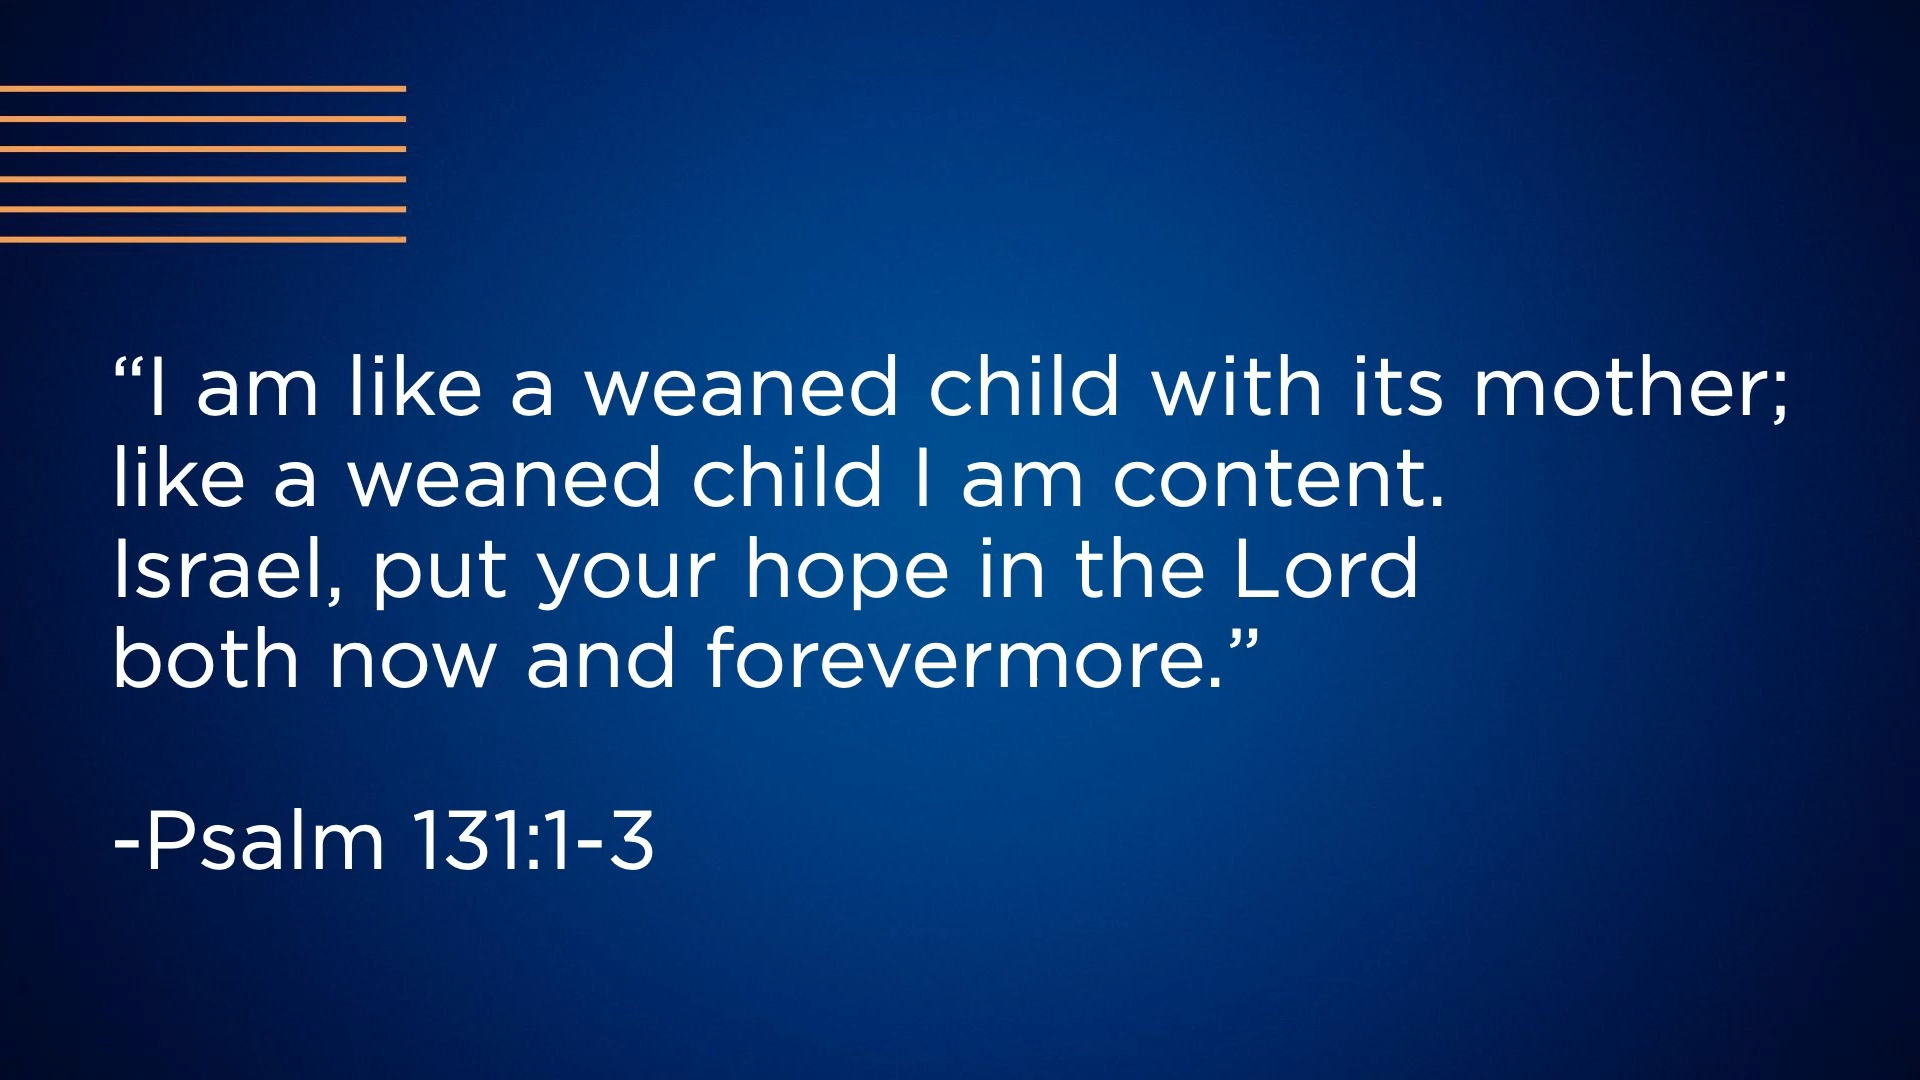 “I am like a weaned child with its mother;
like a weaned child I am content.
Israel, put your hope in the Lord
both now and forevermore.”
-Psalm 131:1-3